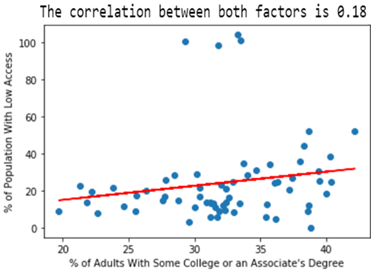 The correlation between both factors is 0.18
100
80
60
40
20
0
% of Population With Low Access
20 25 30 35 40
% of Adults With Some College or an Associate's Degree